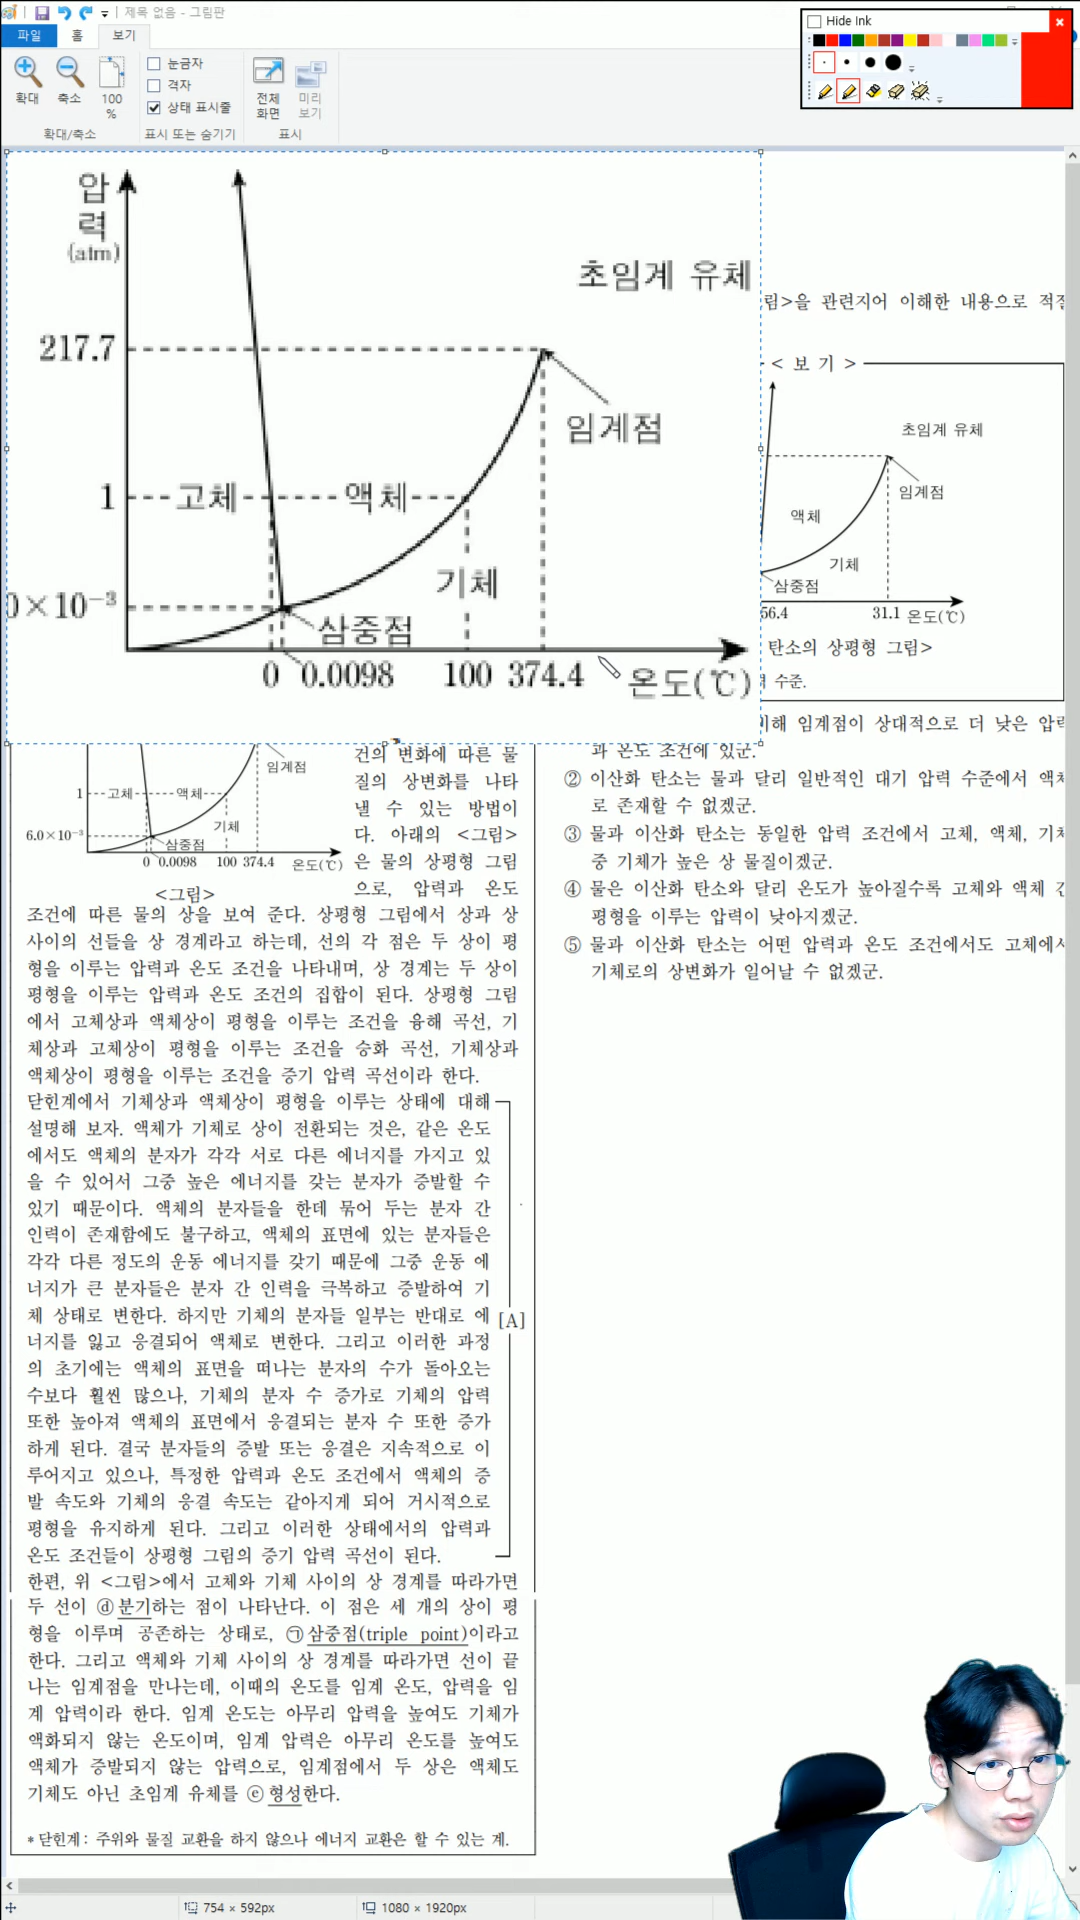 제목 없음 - 그림판
파일 홈 보기
확대 축소 100 %
눈금자
격자
상태 표시줄
전체 화면
미리 보기
확대/축소 표시 또는 숨기기 표시
Hide Ink
압력
(atm)
초임계 유체
217.7
임계점
1 고체 액체
기체
0×10⁻³
삼중점
0 0.0098 100 374.4 온도(℃)
림>을 관련지어 이해한 내용으로 적절
< 보 기 >
초임계 유체
임계점
액체
기체
삼중점
56.4 31.1 온도(℃)
탄소의 상평형 그림>
수준.
비해 임계점이 상대적으로 더 낮은 압력
과 온도 조건에 있군.
② 이산화 탄소는 물과 달리 일반적인 대기 압력 수준에서 액체
로 존재할 수 없겠군.
③ 물과 이산화 탄소는 동일한 압력 조건에서 고체, 액체, 기체
중 기체가 높은 상 물질이겠군.
④ 물은 이산화 탄소와 달리 온도가 높아질수록 고체와 액체 간
평형을 이루는 압력이 낮아지겠군.
⑤ 물과 이산화 탄소는 어떤 압력과 온도 조건에서도 고체에서
기체로의 상변화가 일어날 수 없겠군.
임계점
1 고체 액체
기체
6.0×10⁻³
삼중점
0 0.0098 100 374.4 온도(℃)
<그림>
건의 변화에 따른 물
질의 상변화를 나타
낼 수 있는 방법이
다. 아래의 <그림>
은 물의 상평형 그림
으로, 압력과 온도
조건에 따른 물의 상을 보여 준다. 상평형 그림에서 상과 상
사이의 선들을 상 경계라고 하는데, 선의 각 점은 두 상이 평
형을 이루는 압력과 온도 조건을 나타내며, 상 경계는 두 상이
평형을 이루는 압력과 온도 조건의 집합이 된다. 상평형 그림
에서 고체상과 액체상이 평형을 이루는 조건을 융해 곡선, 기
체상과 고체상이 평형을 이루는 조건을 승화 곡선, 기체상과
액체상이 평형을 이루는 조건을 증기 압력 곡선이라 한다.
닫힌계에서 기체상과 액체상이 평형을 이루는 상태에 대해
설명해 보자. 액체가 기체로 상이 전환되는 것은, 같은 온도
에서도 액체의 분자가 각각 서로 다른 에너지를 가지고 있
을 수 있어서 그중 높은 에너지를 갖는 분자가 증발할 수
있기 때문이다. 액체의 분자들을 한데 묶어 두는 분자 간
인력이 존재함에도 불구하고, 액체의 표면에 있는 분자들은
각각 다른 정도의 운동 에너지를 갖기 때문에 그중 운동 에
너지가 큰 분자들은 분자 간 인력을 극복하고 증발하여 기
체 상태로 변한다. 하지만 기체의 분자들 일부는 반대로 에
[A]
너지를 잃고 응결되어 액체로 변한다. 그리고 이러한 과정
의 초기에는 액체의 표면을 떠나는 분자의 수가 돌아오는
수보다 훨씬 많으나, 기체의 분자 수 증가로 기체의 압력
또한 높아져 액체의 표면에서 응결되는 분자 수 또한 증가
하게 된다. 결국 분자들의 증발 또는 응결은 지속적으로 이
루어지고 있으나, 특정한 압력과 온도 조건에서 액체의 증
발 속도와 기체의 응결 속도는 같아지게 되어 거시적으로
평형을 유지하게 된다. 그리고 이러한 상태에서의 압력과
온도 조건들이 상평형 그림의 증기 압력 곡선이 된다.
한편, 위 <그림>에서 고체와 기체 사이의 상 경계를 따라가면
두 선이 ⓓ분기하는 점이 나타난다. 이 점은 세 개의 상이 평
형을 이루며 공존하는 상태로, ㉠삼중점(triple point)이라고
한다. 그리고 액체와 기체 사이의 상 경계를 따라가면 선이 끝
나는 임계점을 만나는데, 이때의 온도를 임계 온도, 압력을 임
계 압력이라 한다. 임계 온도는 아무리 압력을 높여도 기체가
액화되지 않는 온도이며, 임계 압력은 아무리 온도를 높여도
액체가 증발되지 않는 압력으로, 임계점에서 두 상은 액체도
기체도 아닌 초임계 유체를 ⓔ형성한다.
* 닫힌계: 주위와 물질 교환을 하지 않으나 에너지 교환은 할 수 있는 계.
754 × 592px 1080 × 1920px